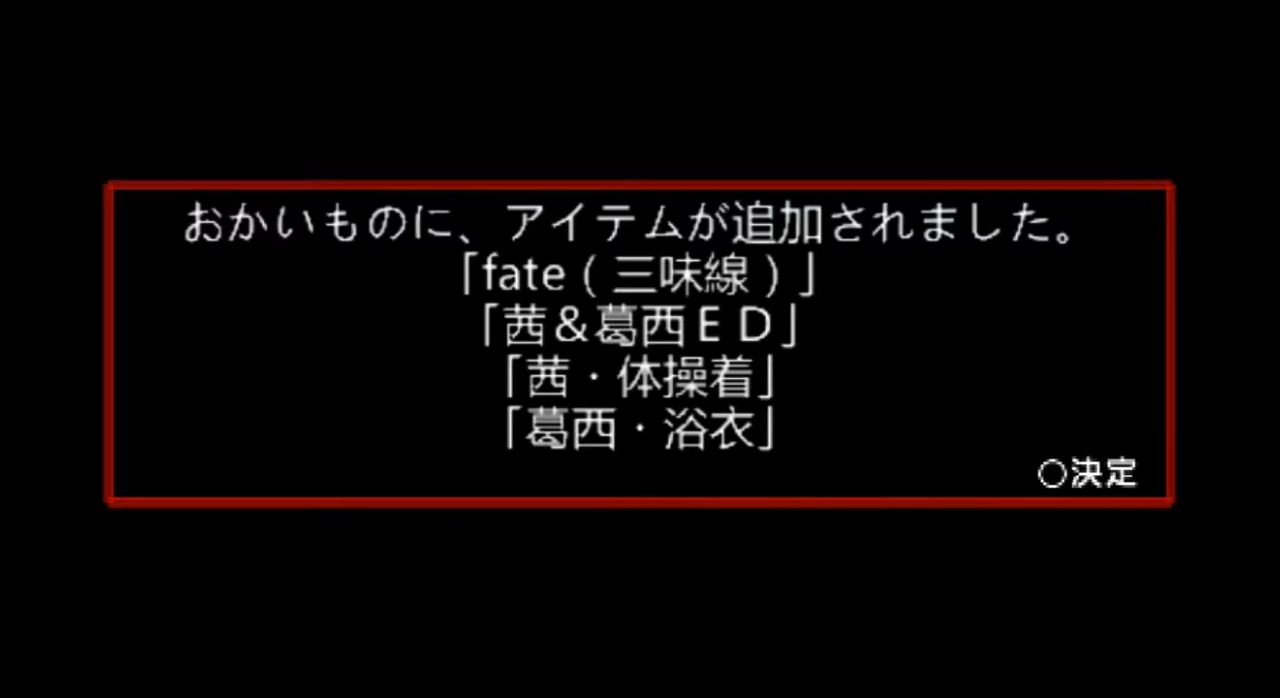 おかいものに、アイテムが追加されました。
「fate（三味線）」
「茜＆葛西ＥＤ」
「茜・体操着」
「葛西・浴衣」
○決定